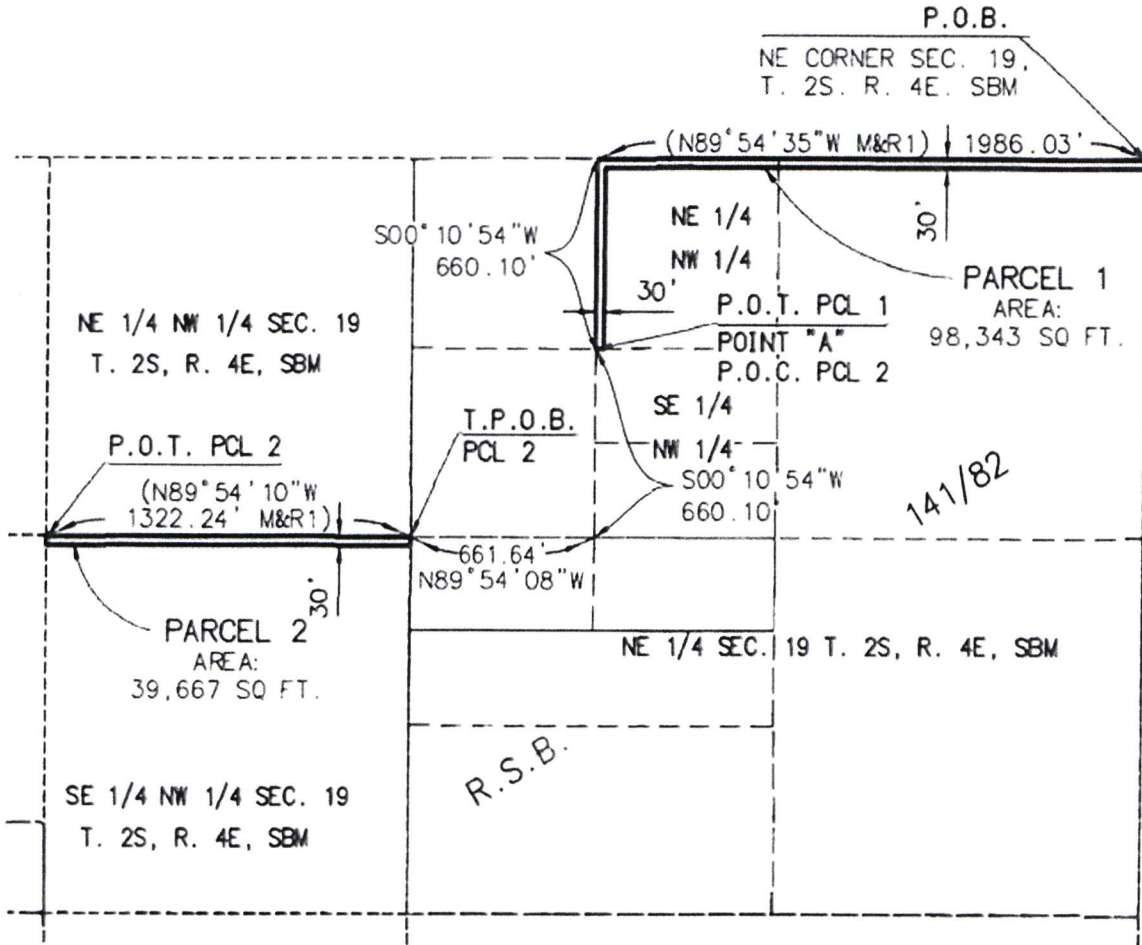 P.O.B.
NE CORNER SEC. 19,
T. 2S. R. 4E. SBM
(N89°54'35"W M&R1) 1986.03'
30'
S00°10'54"W
660.10'
NE 1/4
NW 1/4
30'
PARCEL 1
AREA:
98,343 SQ FT.
P.O.T. PCL 1
POINT "A"
P.O.C. PCL 2
NE 1/4 NW 1/4 SEC. 19
T. 2S, R. 4E, SBM
SE 1/4
NW 1/4
S00°10'54"W
660.10'
T.P.O.B.
PCL 2
P.O.T. PCL 2
(N89°54'10"W
1322.24' M&R1)
141/82
661.64'
N89°54'08"W
30'
PARCEL 2
AREA:
39,667 SQ FT.
NE 1/4 SEC. 19 T. 2S, R. 4E, SBM
R.S.B.
SE 1/4 NW 1/4 SEC. 19
T. 2S, R. 4E, SBM